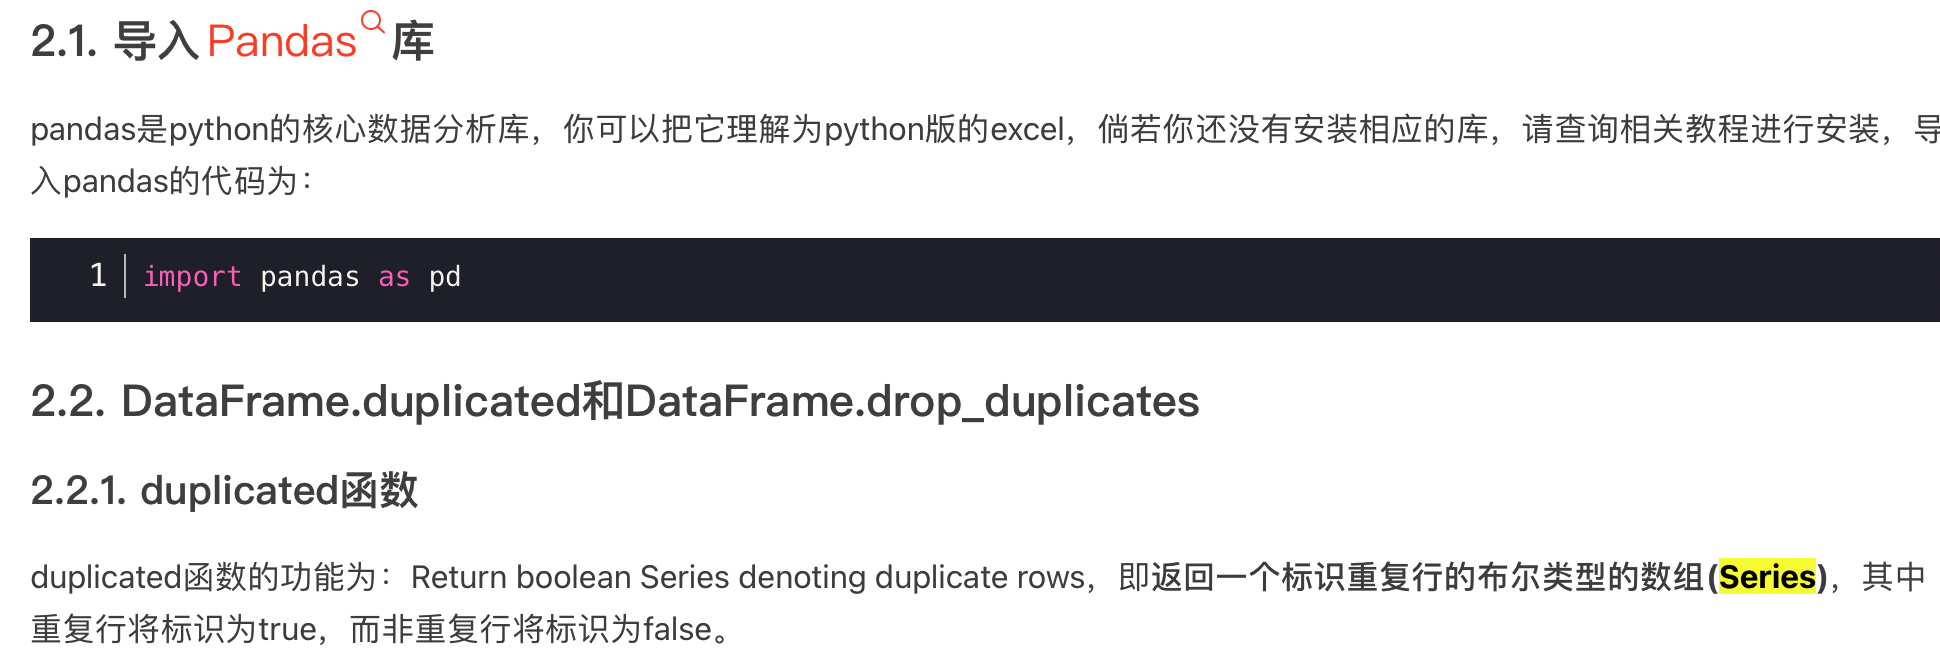 2.1. 导入Pandas库
pandas是python的核心数据分析库，你可以把它理解为python版的excel，倘若你还没有安装相应的库，请查询相关教程进行安装，导
入pandas的代码为：
1 import pandas as pd
2.2. DataFrame.duplicated和DataFrame.drop_duplicates
2.2.1. duplicated函数
duplicated函数的功能为：Return boolean Series denoting duplicate rows，即返回一个标识重复行的布尔类型的数组(Series)，其中
重复行将标识为true，而非重复行将标识为false。